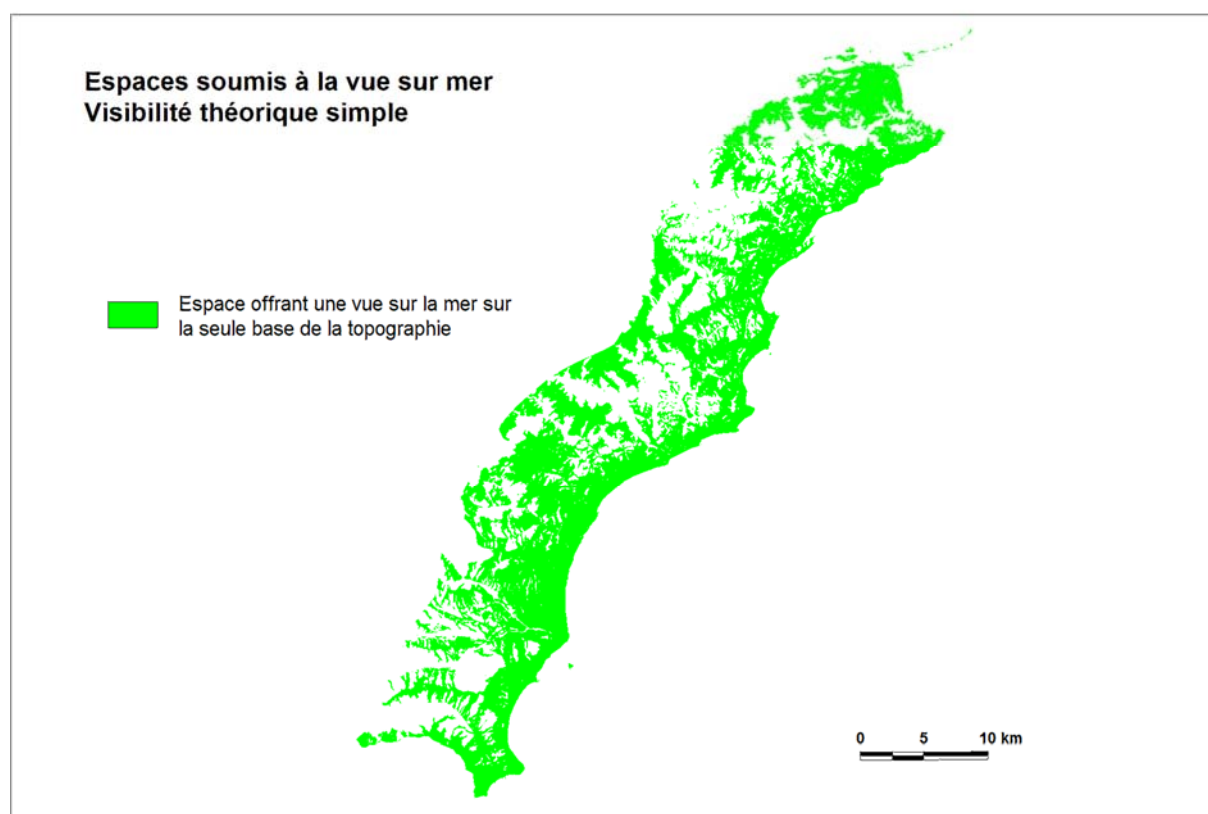 Espaces soumis à la vue sur mer
Visibilité théorique simple
Espace offrant une vue sur la mer sur
la seule base de la topographie
0 5 10 km